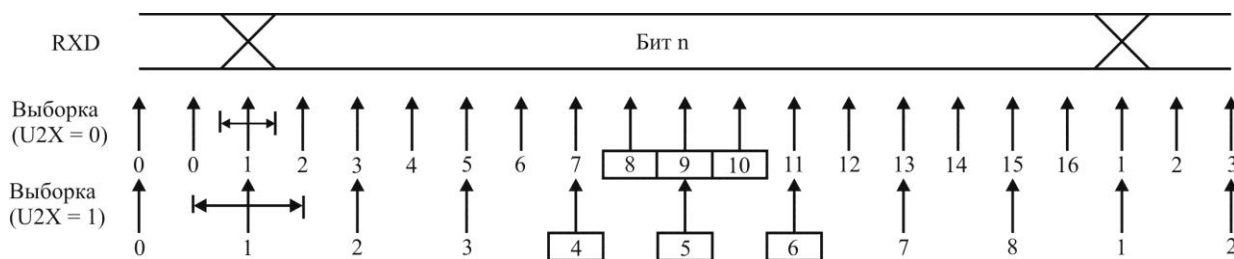 RXD Бит n
Выборка
(U2X = 0)
0 0 1 2 3 4 5 6 7 8 9 10 11 12 13 14 15 16 1 2 3
Выборка
(U2X = 1)
0 1 2 3 4 5 6 7 8 1 2